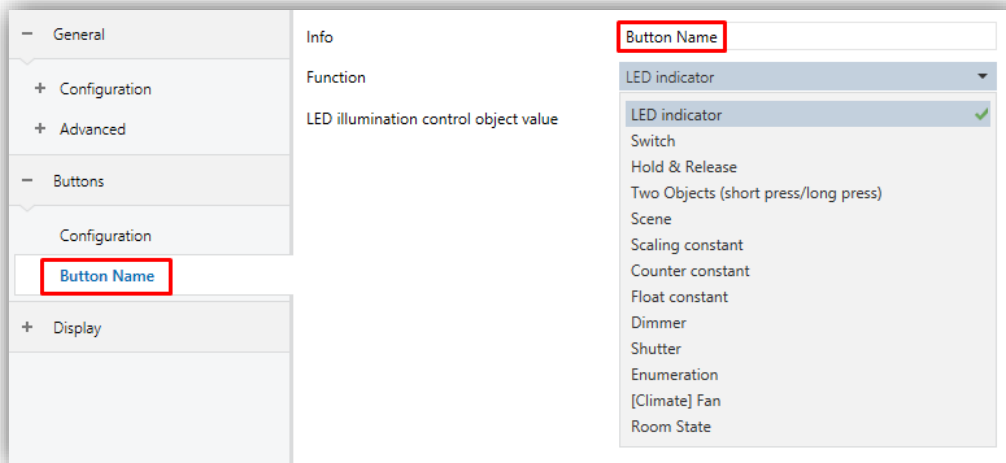 General
Configuration
Advanced
Buttons
Configuration
Button Name
Display
Info
Button Name
Function
LED indicator
LED illumination control object value
LED indicator
Switch
Hold & Release
Two Objects (short press/long press)
Scene
Scaling constant
Counter constant
Float constant
Dimmer
Shutter
Enumeration
[Climate] Fan
Room State